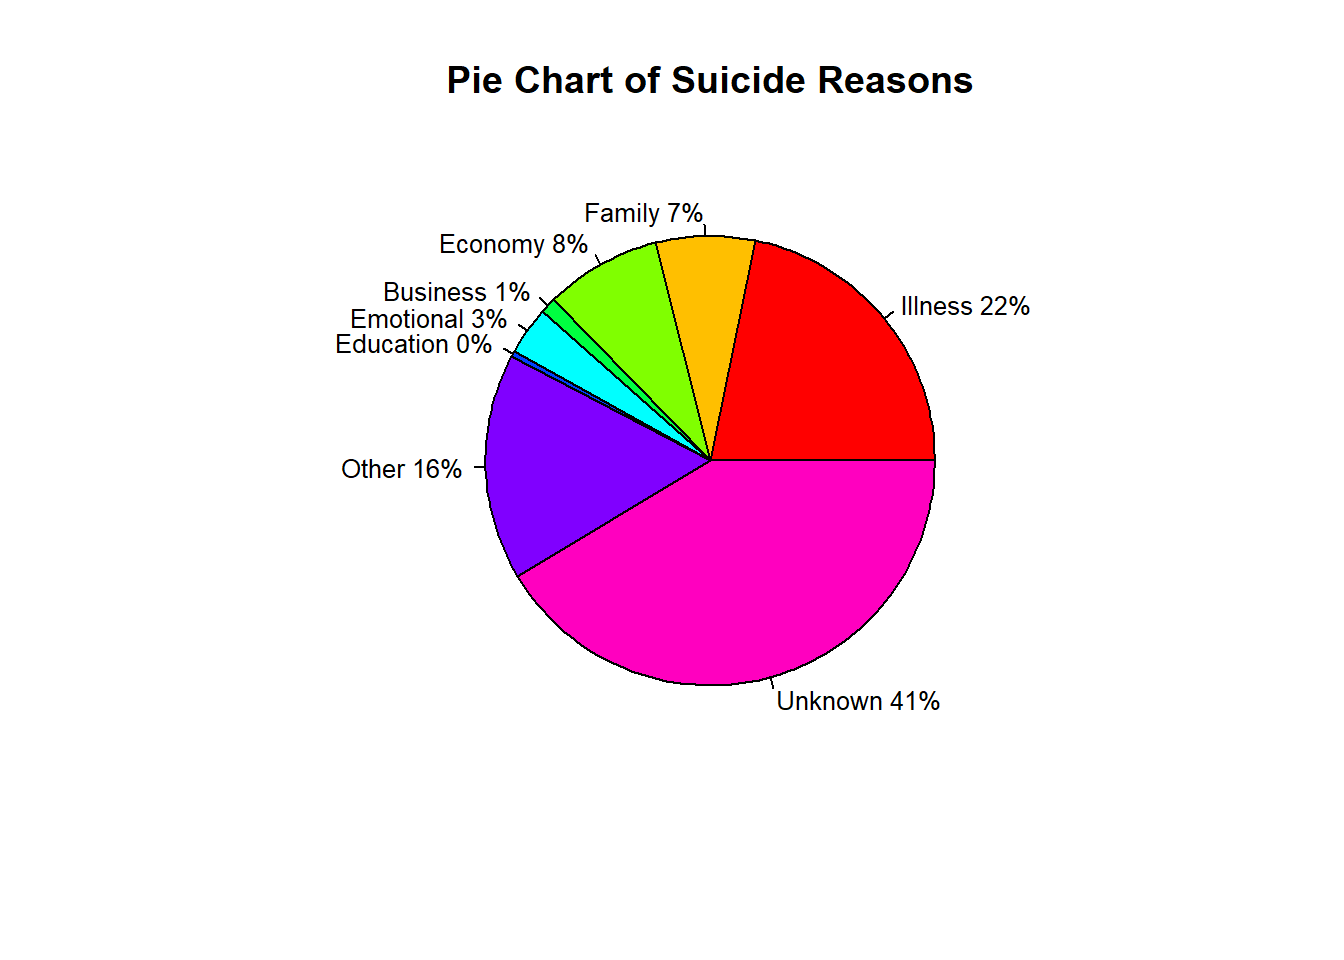 Pie Chart of Suicide Reasons
Family 7%
Economy 8%
Business 1%
Illness 22%
Emotional 3%
Education 0%
Other 16%
Unknown 41%